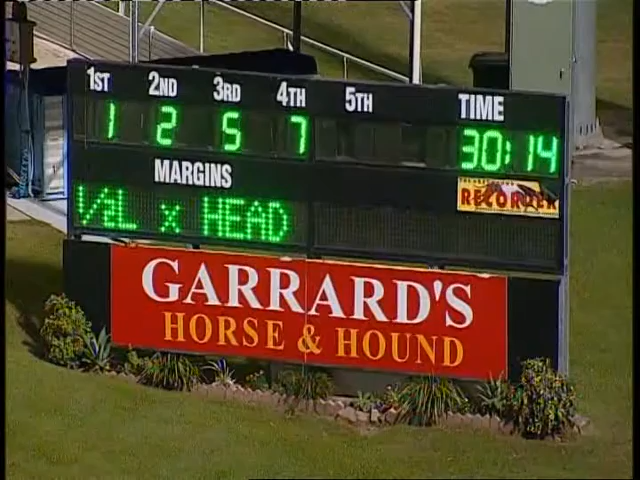 1ST 2ND 3RD 4TH 5TH TIME
1 2 5 7 30:14
MARGINS
RECORDER
½L x HEAD
GARRARD'S
HORSE & HOUND